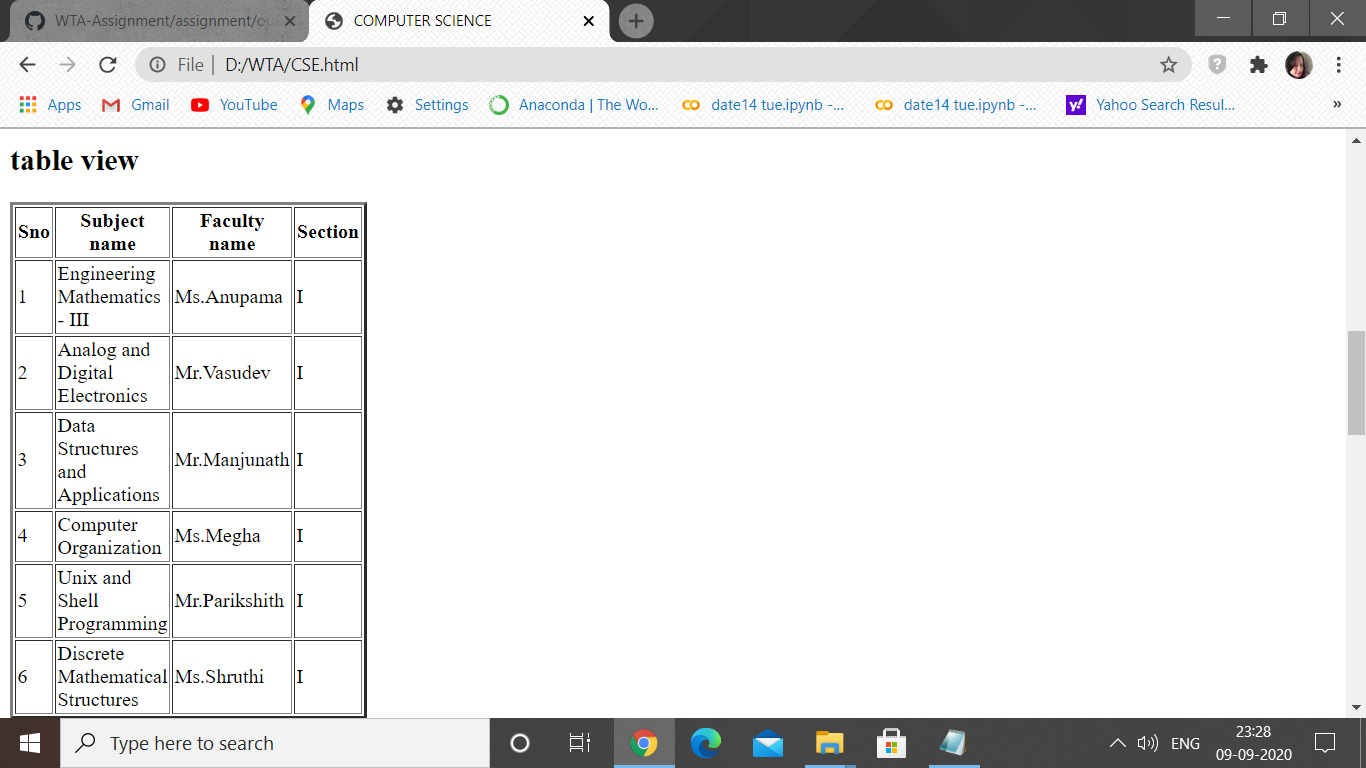 WTA-Assignment/assignment/ou
COMPUTER SCIENCE
File | D:/WTA/CSE.html
Apps Gmail YouTube Maps Settings Anaconda | The Wo... date14 tue.ipynb -... date14 tue.ipynb -... Yahoo Search Resul... »
table view
Sno Subject name Faculty name Section
1 Engineering Mathematics - III Ms.Anupama I
2 Analog and Digital Electronics Mr.Vasudev I
3 Data Structures and Applications Mr.Manjunath I
4 Computer Organization Ms.Megha I
5 Unix and Shell Programming Mr.Parikshith I
6 Discrete Mathematical Structures Ms.Shruthi I
Type here to search
ENG
23:28
09-09-2020